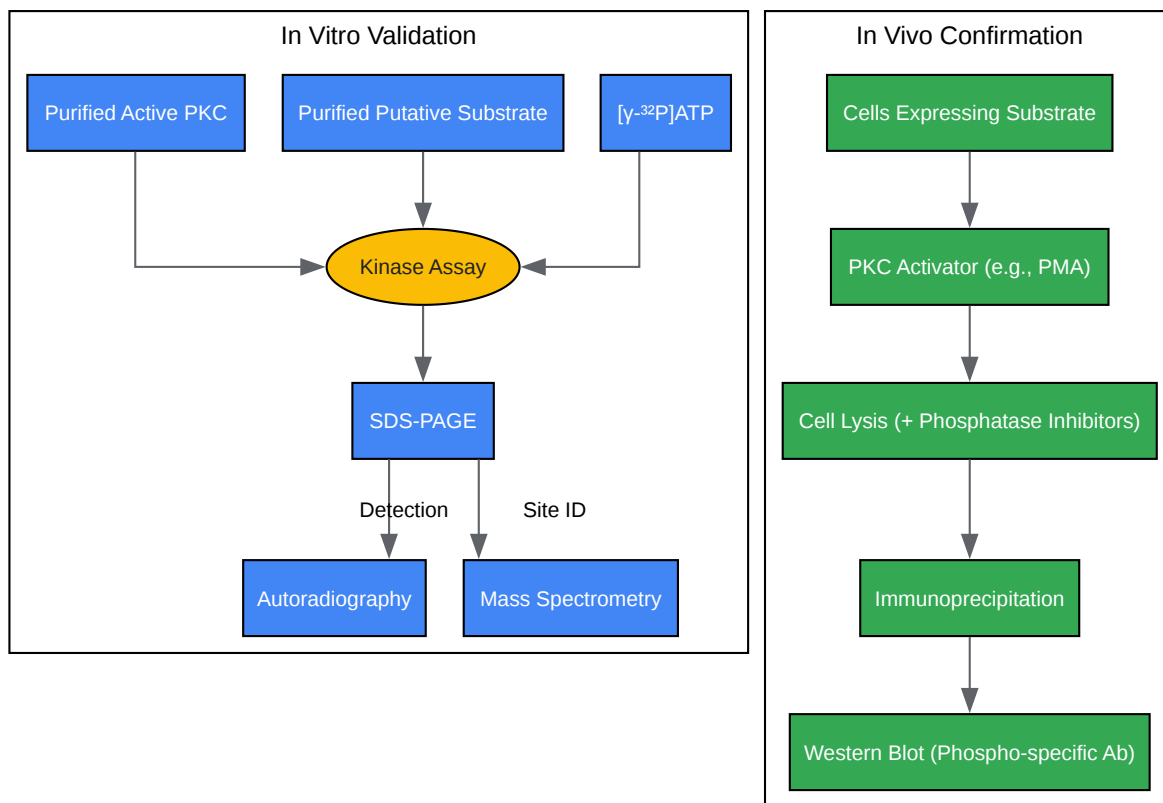 In Vitro Validation
Purified Active PKC
Purified Putative Substrate
[γ-³²P]ATP
Kinase Assay
SDS-PAGE
Detection
Site ID
Autoradiography
Mass Spectrometry
In Vivo Confirmation
Cells Expressing Substrate
PKC Activator (e.g., PMA)
Cell Lysis (+ Phosphatase Inhibitors)
Immunoprecipitation
Western Blot (Phospho-specific Ab)